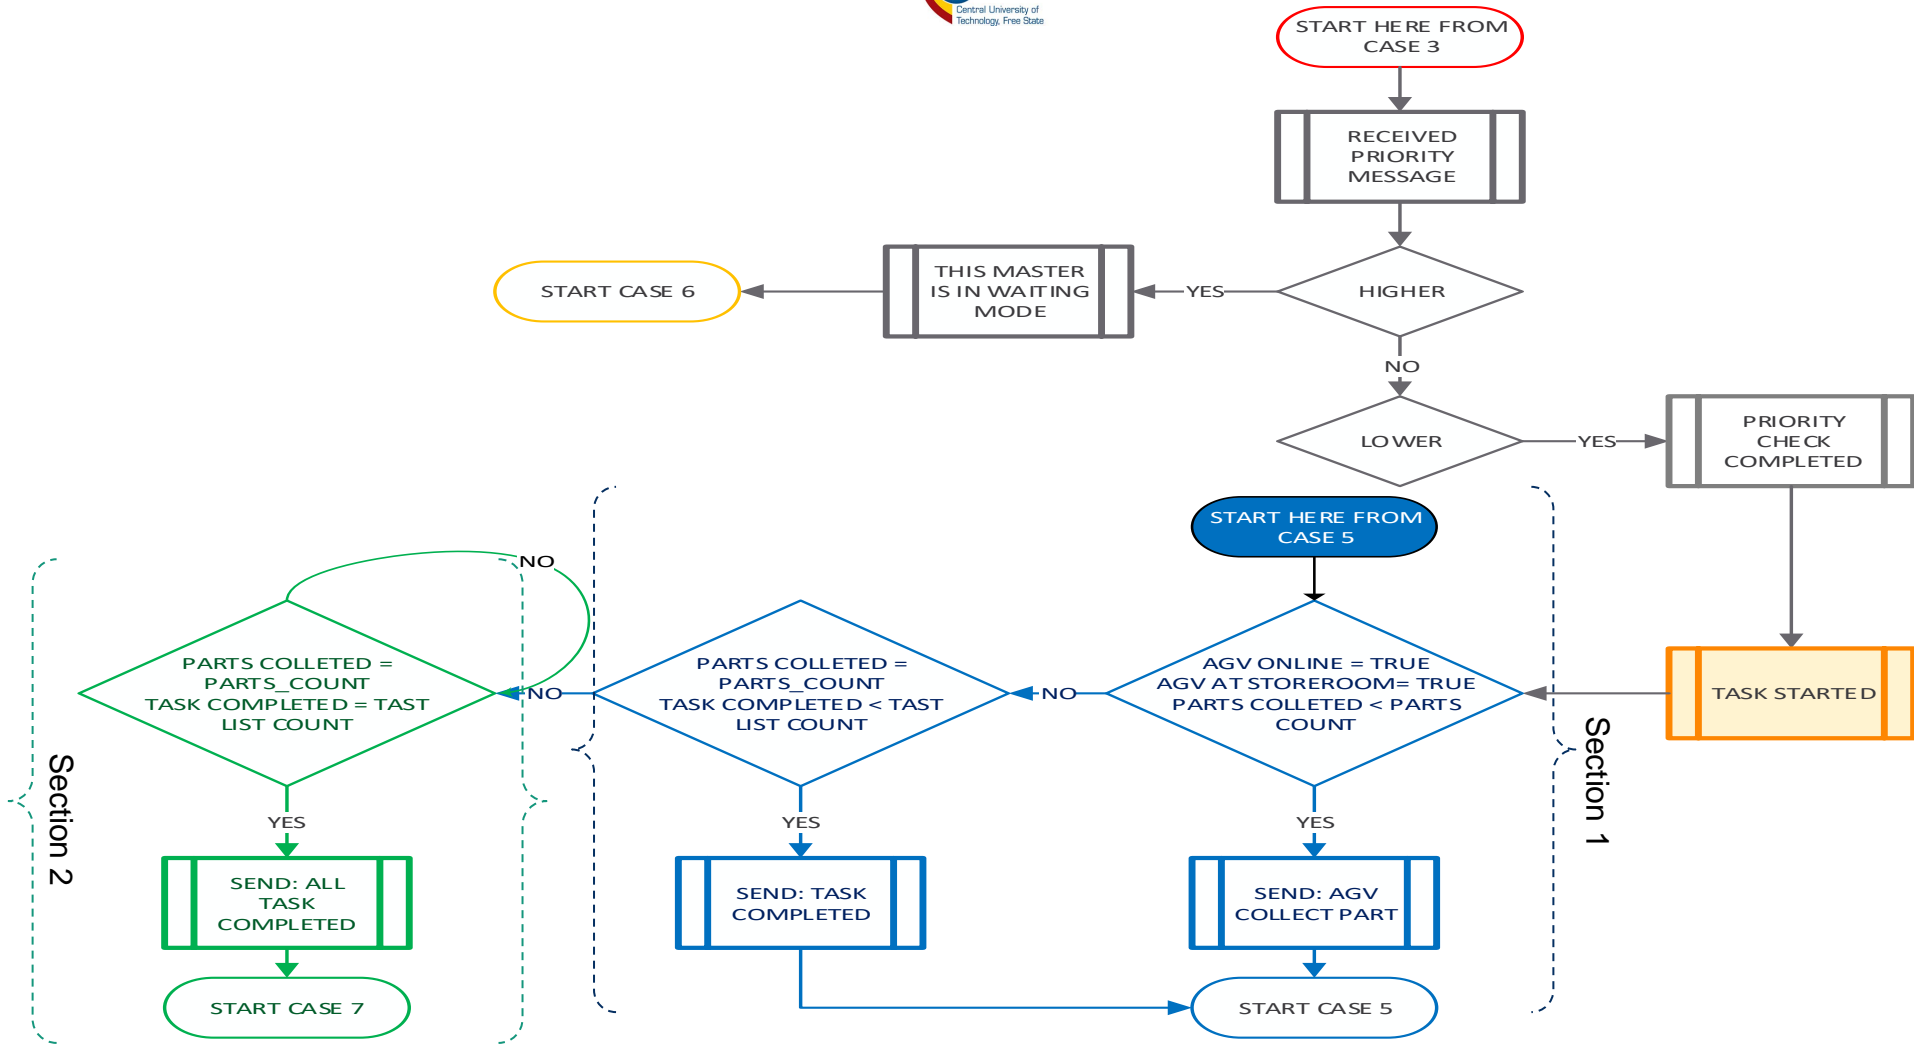 Central University of
Technology, Free State
START HERE FROM
CASE 3
RECEIVED
PRIORITY
MESSAGE
HIGHER
YES
THIS MASTER
IS IN WAITING
MODE
START CASE 6
NO
LOWER
YES
PRIORITY
CHECK
COMPLETED
START HERE FROM
CASE 5
TASK STARTED
Section 1
AGV ONLINE = TRUE
AGV AT STOREROOM= TRUE
PARTS COLLETED < PARTS
COUNT
NO
PARTS COLLETED =
PARTS_COUNT
TASK COMPLETED < TAST
LIST COUNT
NO
NO
PARTS COLLETED =
PARTS_COUNT
TASK COMPLETED = TAST
LIST COUNT
Section 2
YES
YES
YES
SEND: ALL
TASK
COMPLETED
SEND: TASK
COMPLETED
SEND: AGV
COLLECT PART
START CASE 7
START CASE 5